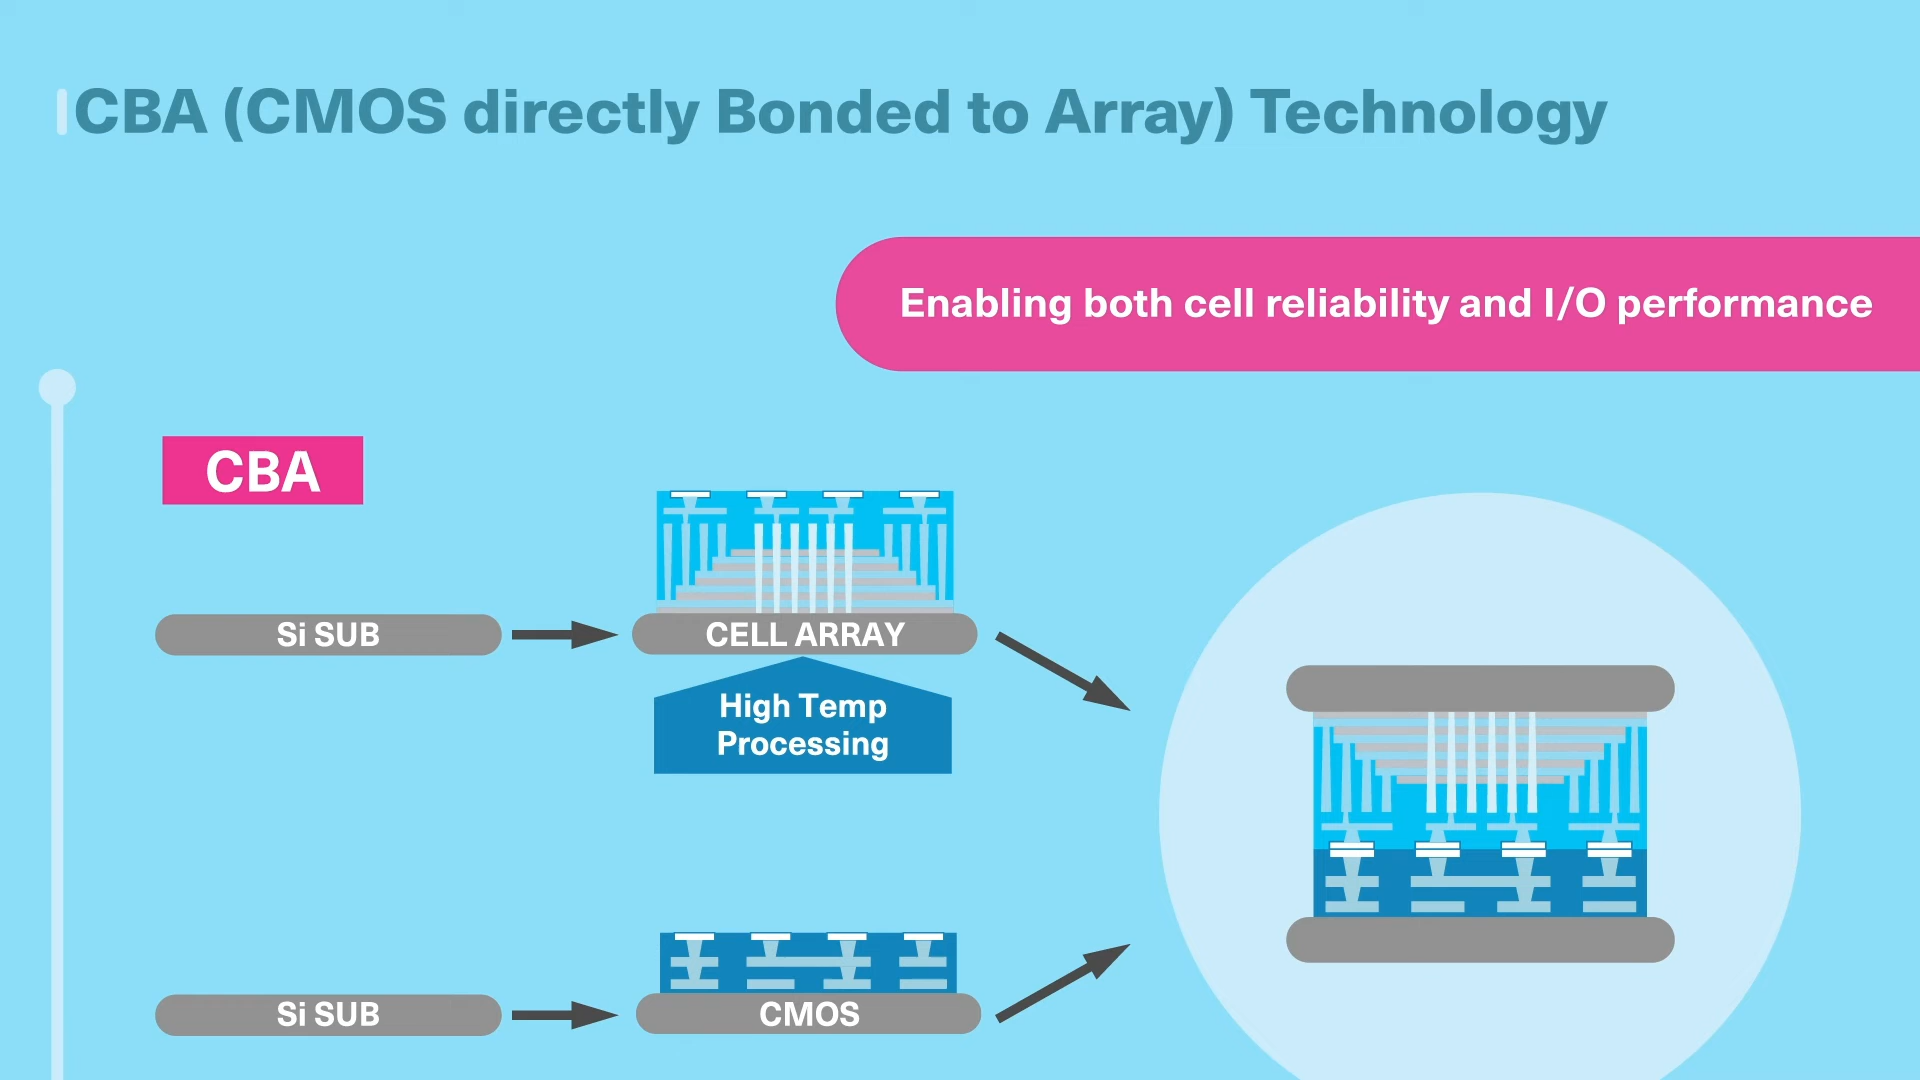 CBA (CMOS directly Bonded to Array) Technology
Enabling both cell reliability and I/O performance
CBA
Si SUB
CELL ARRAY
High Temp
Processing
Si SUB
CMOS